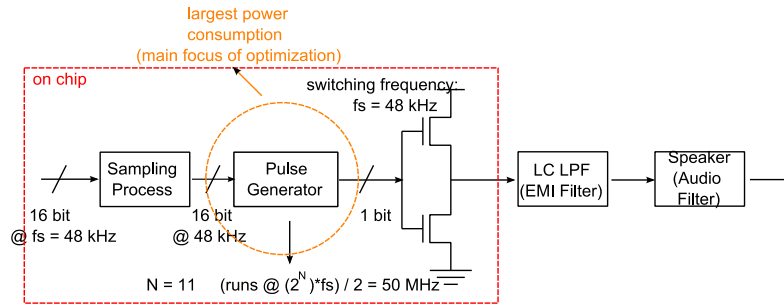 largest power
consumption
(main focus of optimization)
on chip
switching frequency:
fs = 48 kHz
Sampling
Process
Pulse
Generator
LC LPF
(EMI Filter)
Speaker
(Audio
Filter)
16 bit
@ fs = 48 kHz
16 bit
@ 48 kHz
1 bit
N = 11 (runs @ (2^N)*fs) / 2 = 50 MHz